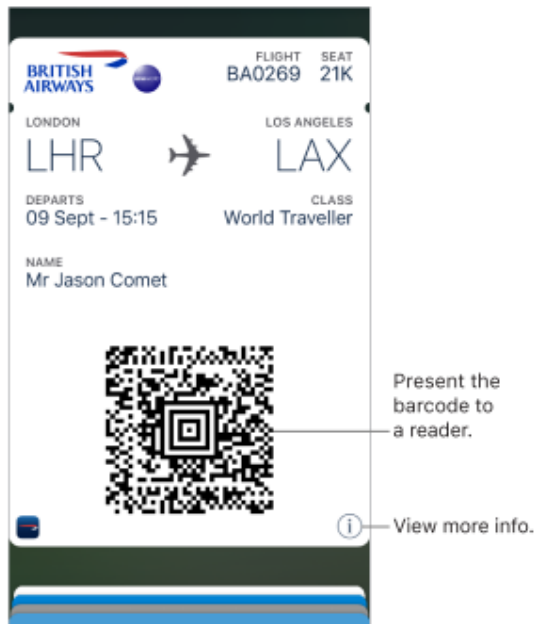 BRITISH AIRWAYS
FLIGHT SEAT
BA0269 21K
LONDON LOS ANGELES
LHR LAX
DEPARTS CLASS
09 Sept - 15:15 World Traveller
NAME
Mr Jason Comet
Present the
barcode to
a reader.
i
View more info.